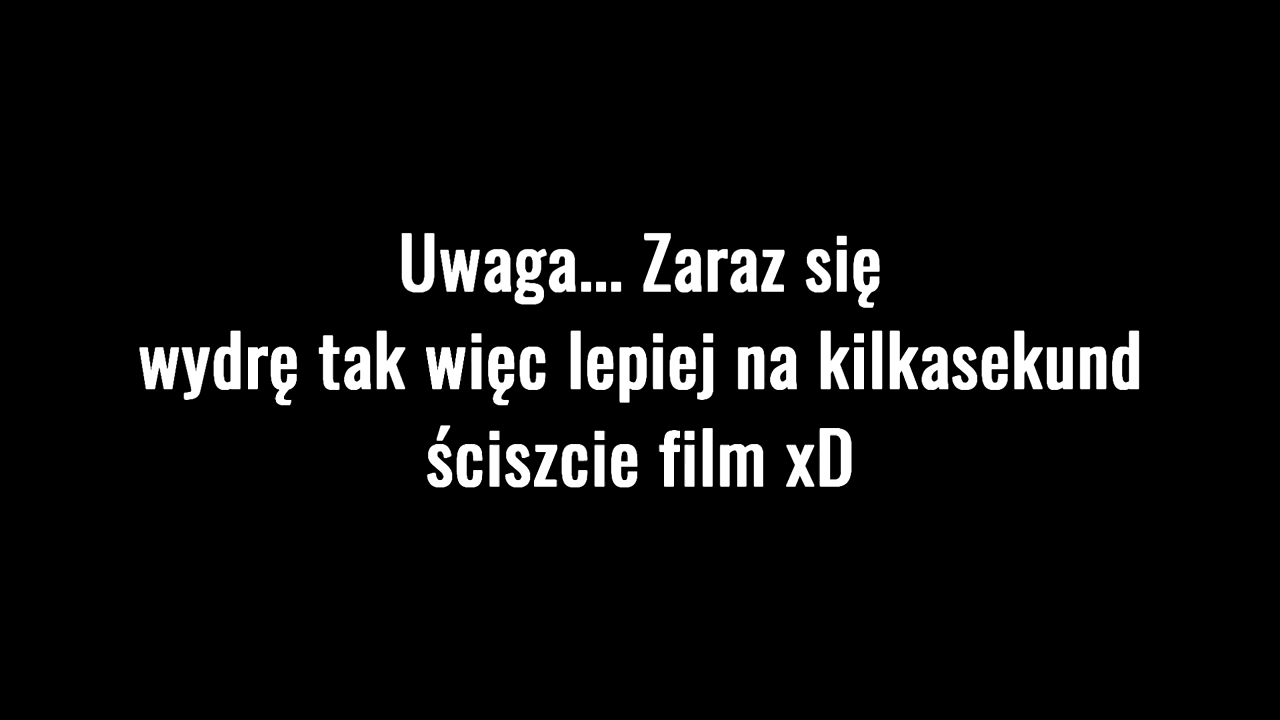 Uwaga... Zaraz się
wydrę tak więc lepiej na kilkasekund
ściszcie film xD